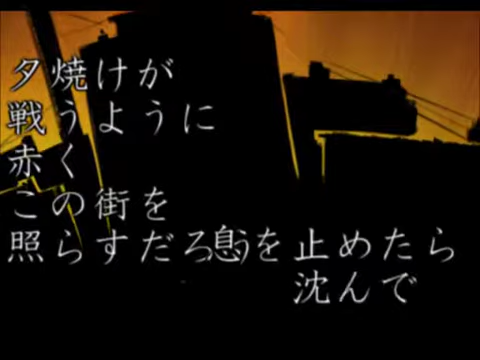 夕焼けが
戦うように
赤く
この街を
照らすだろう
息を止めたら
沈んで